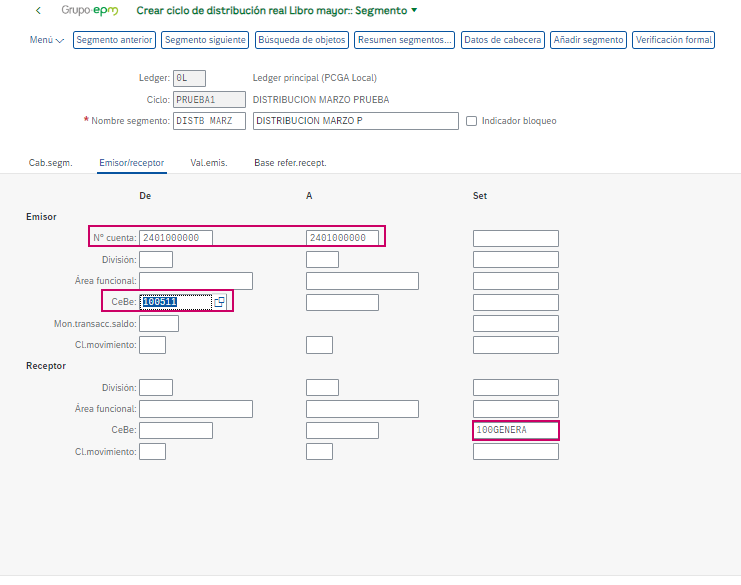 Grupo·epm Crear ciclo de distribución real Libro mayor:: Segmento
Menú Segmento anterior Segmento siguiente Búsqueda de objetos Resumen segmentos... Datos de cabecera Añadir segmento Verificación formal
Ledger: 0L Ledger principal (PCGA Local)
Ciclo: PRUEBA1 DISTRIBUCION MARZO PRUEBA
* Nombre segmento: DISTB MARZ DISTRIBUCION MARZO P Indicador bloqueo
Cab.segm. Emisor/receptor Val.emis. Base refer.recept.
De A Set
Emisor
Nº cuenta: 2401000000 2401000000
División:
Área funcional:
CeBe: 100511
Mon.transacc.saldo:
Cl.movimiento:
Receptor
División:
Área funcional:
CeBe: 100GENERA
Cl.movimiento: